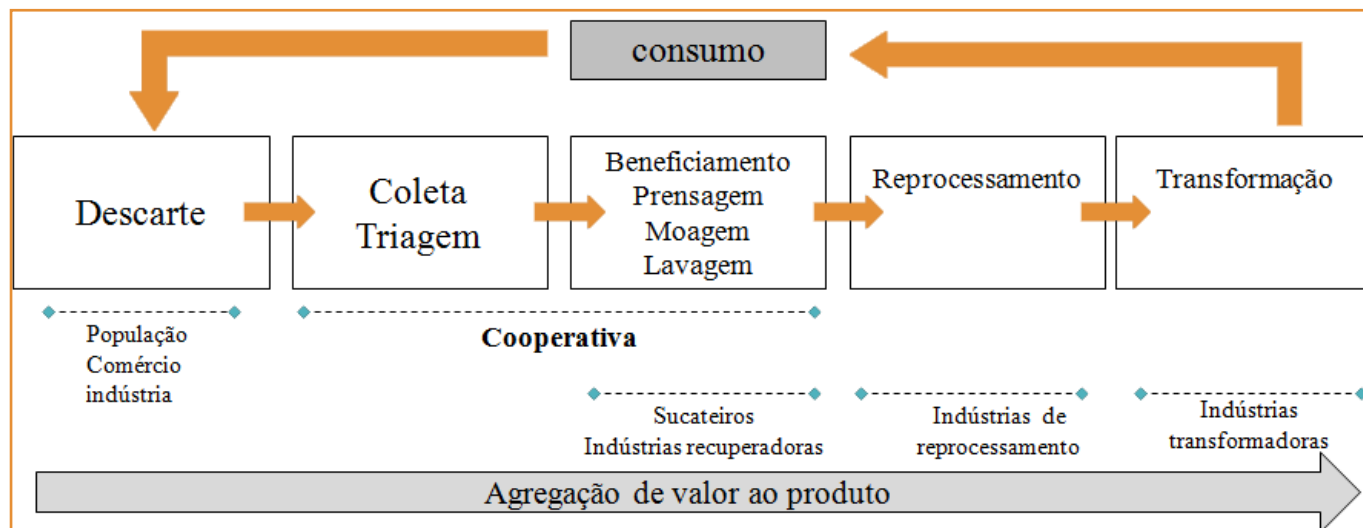 consumo
Descarte
Coleta
Triagem
Beneficiamento
Prensagem
Moagem
Lavagem
Reprocessamento
Transformação
População
Comércio
indústria
Cooperativa
Sucateiros
Indústrias recuperadoras
Indústrias de
reprocessamento
Indústrias
transformadoras
Agregação de valor ao produto